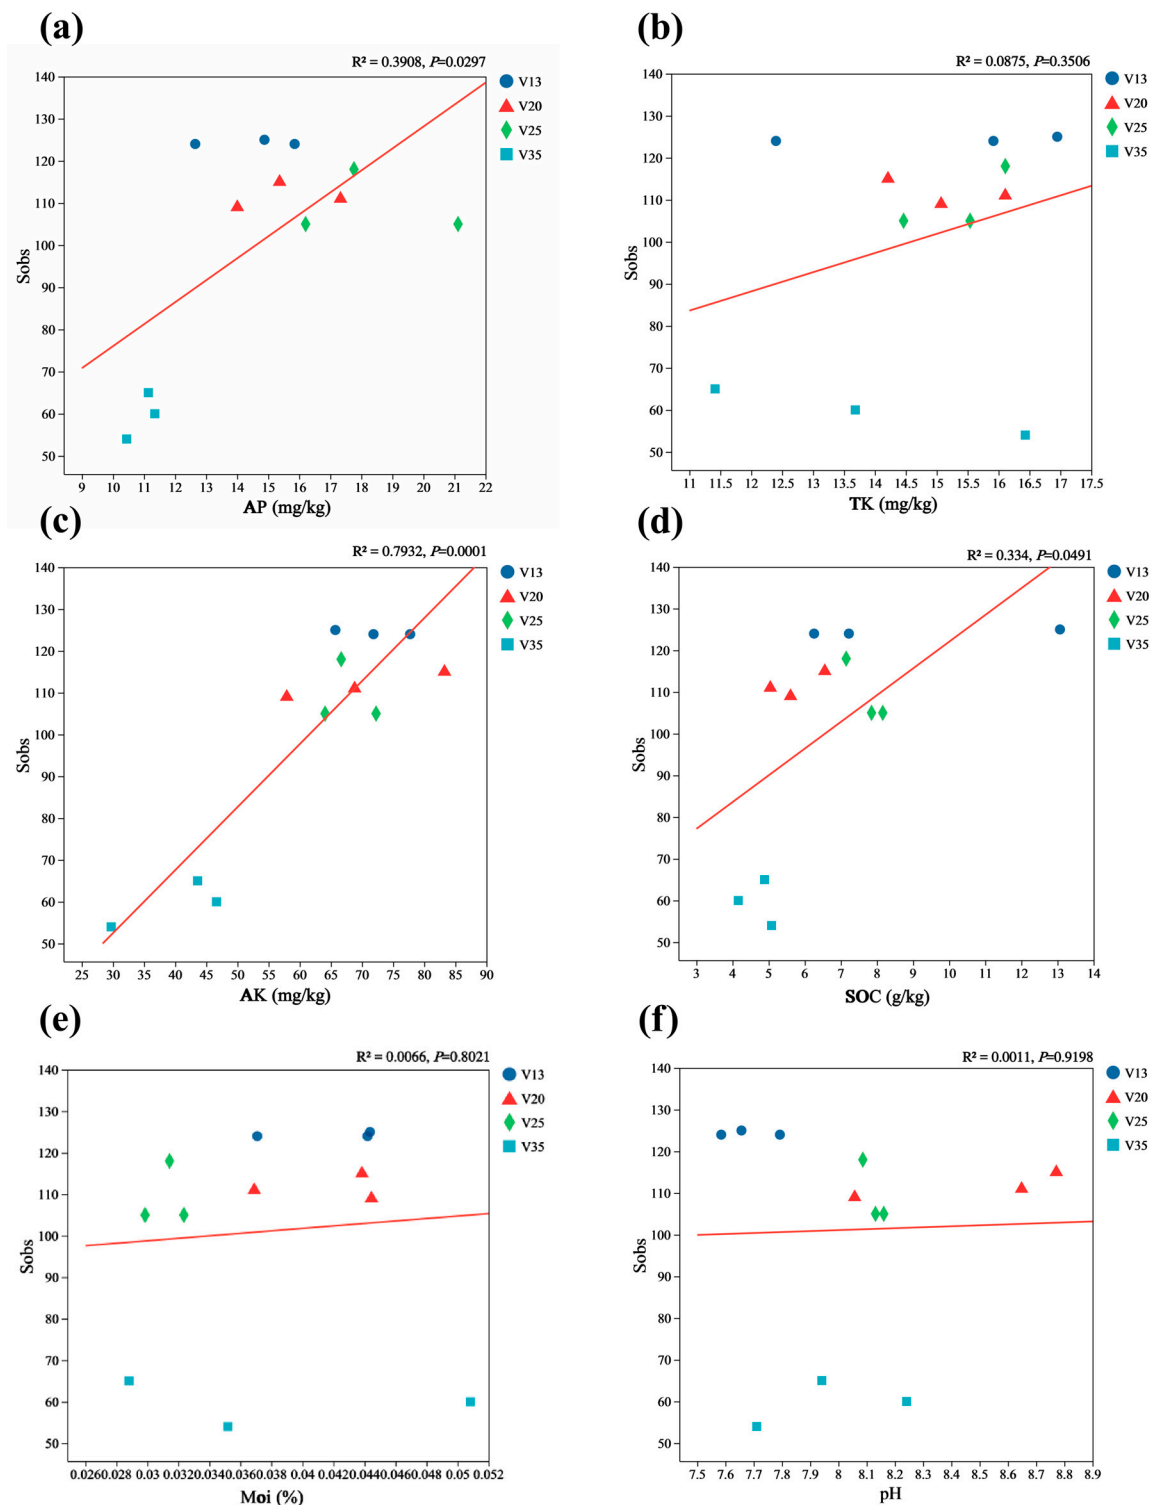 (a)
R² = 0.3908, P=0.0297
140
130
120
110
100
90
80
70
60
50
Sobs
9 10 11 12 13 14 15 16 17 18 19 20 21 22
AP (mg/kg)
V13
V20
V25
V35
(b)
R² = 0.0875, P=0.3506
140
130
120
110
100
90
80
70
60
50
Sobs
11 11.5 12 12.5 13 13.5 14 14.5 15 15.5 16 16.5 17 17.5
TK (mg/kg)
V13
V20
V25
V35
(c)
R² = 0.7932, P=0.0001
140
130
120
110
100
90
80
70
60
50
Sobs
25 30 35 40 45 50 55 60 65 70 75 80 85 90
AK (mg/kg)
V13
V20
V25
V35
(d)
R² = 0.334, P=0.0491
140
130
120
110
100
90
80
70
60
50
Sobs
3 4 5 6 7 8 9 10 11 12 13 14
SOC (g/kg)
V13
V20
V25
V35
(e)
R² = 0.0066, P=0.8021
140
130
120
110
100
90
80
70
60
50
Sobs
0.026 0.028 0.03 0.032 0.034 0.036 0.038 0.04 0.042 0.044 0.046 0.048 0.05 0.052
Moi (%)
V13
V20
V25
V35
(f)
R² = 0.0011, P=0.9198
140
130
120
110
100
90
80
70
60
50
Sobs
7.5 7.6 7.7 7.8 7.9 8 8.1 8.2 8.3 8.4 8.5 8.6 8.7 8.8 8.9
pH
V13
V20
V25
V35